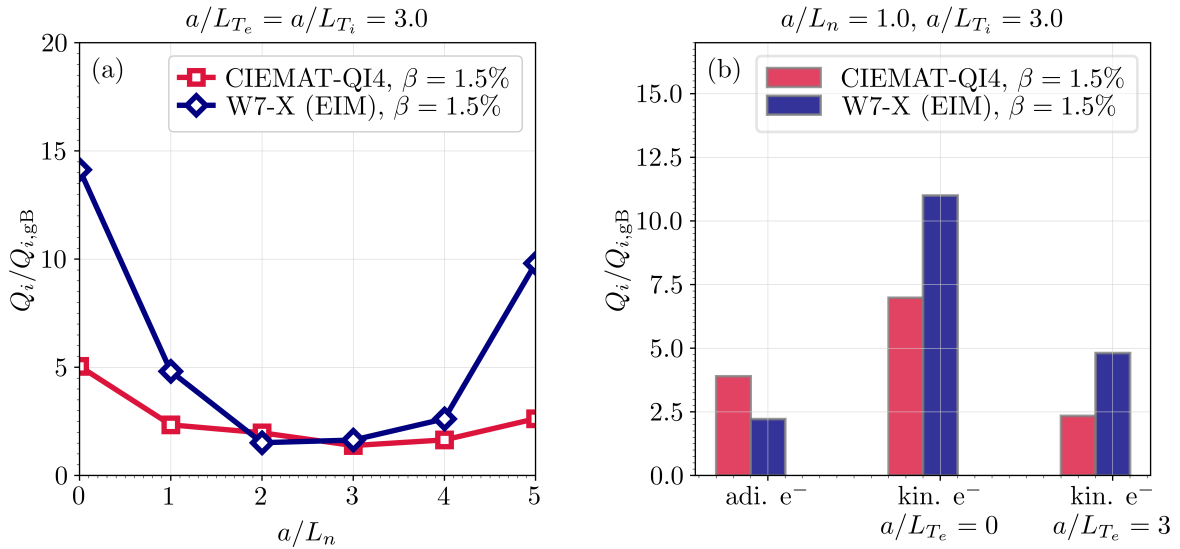 a/L_{T_e} = a/L_{T_i} = 3.0
(a)
CIEMAT-QI4, β = 1.5%
W7-X (EIM), β = 1.5%
20
15
10
5
0
Q_i/Q_{i,gB}
0 1 2 3 4 5
a/L_n
a/L_n = 1.0, a/L_{T_i} = 3.0
(b)
CIEMAT-QI4, β = 1.5%
W7-X (EIM), β = 1.5%
15.0
12.5
10.0
7.5
5.0
2.5
0.0
Q_i/Q_{i,gB}
adi. e⁻ kin. e⁻ kin. e⁻
a/L_{T_e} = 0 a/L_{T_e} = 3